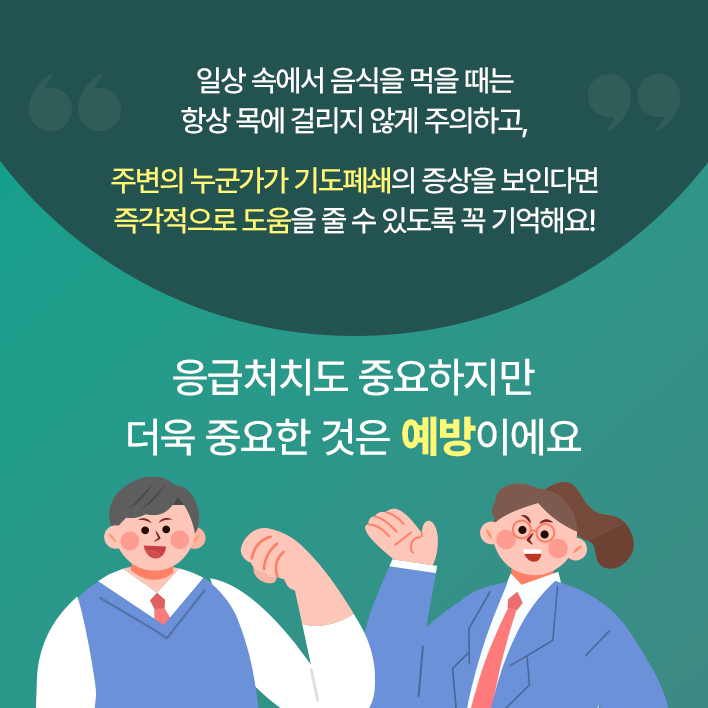 일상 속에서 음식을 먹을 때는
항상 목에 걸리지 않게 주의하고,
주변의 누군가가 기도폐쇄의 증상을 보인다면
즉각적으로 도움을 줄 수 있도록 꼭 기억해요!
응급처치도 중요하지만
더욱 중요한 것은 예방이에요